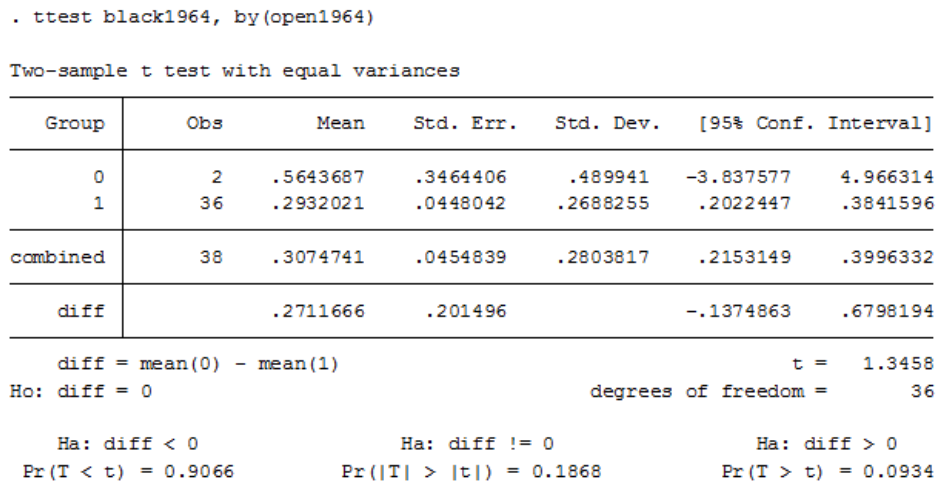 . ttest black1964, by(open1964)
Two-sample t test with equal variances
Group Obs Mean Std. Err. Std. Dev. [95% Conf. Interval]
0 2 .5643687 .3464406 .489941 -3.837577 4.966314
1 36 .2932021 .0448042 .2688255 .2022447 .3841596
combined 38 .3074741 .0454839 .2803817 .2153149 .3996332
diff .2711666 .201496 -.1374863 .6798194
diff = mean(0) - mean(1) t = 1.3458
Ho: diff = 0 degrees of freedom = 36
Ha: diff < 0 Ha: diff != 0 Ha: diff > 0
Pr(T < t) = 0.9066 Pr(|T| > |t|) = 0.1868 Pr(T > t) = 0.0934